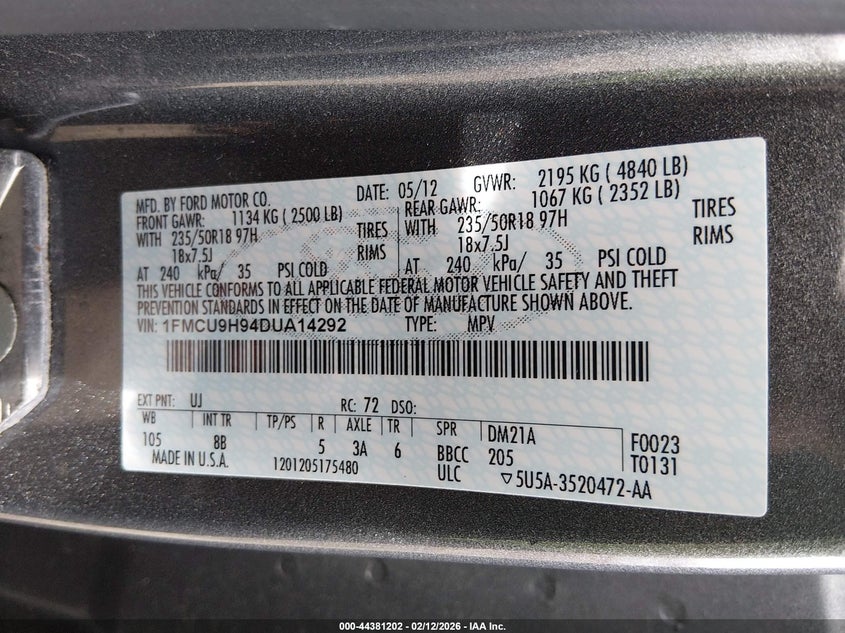 MFD. BY FORD MOTOR CO. DATE: 05/12 GVWR: 2195 KG ( 4840 LB)
FRONT GAWR: 1134 KG ( 2500 LB) REAR GAWR: 1067 KG ( 2352 LB)
WITH 235/50R18 97H TIRES WITH 235/50R18 97H TIRES
18x7.5J RIMS 18x7.5J RIMS
AT 240 kPa/ 35 PSI COLD AT 240 kPa/ 35 PSI COLD
THIS VEHICLE CONFORMS TO ALL APPLICABLE FEDERAL MOTOR VEHICLE SAFETY AND THEFT
PREVENTION STANDARDS IN EFFECT ON THE DATE OF MANUFACTURE SHOWN ABOVE.
VIN: 1FMCU9H94DUA14292 TYPE: MPV
EXT PNT: UJ RC: 72 DSO:
WB INT TR TP/PS R AXLE TR SPR DM21A F0023
105 8B 5 3A 6 BBCC 205 T0131
MADE IN U.S.A. 1201205175480 ULC ▽5U5A-3520472-AA
000-44381202 - 02/12/2026 - IAA Inc.